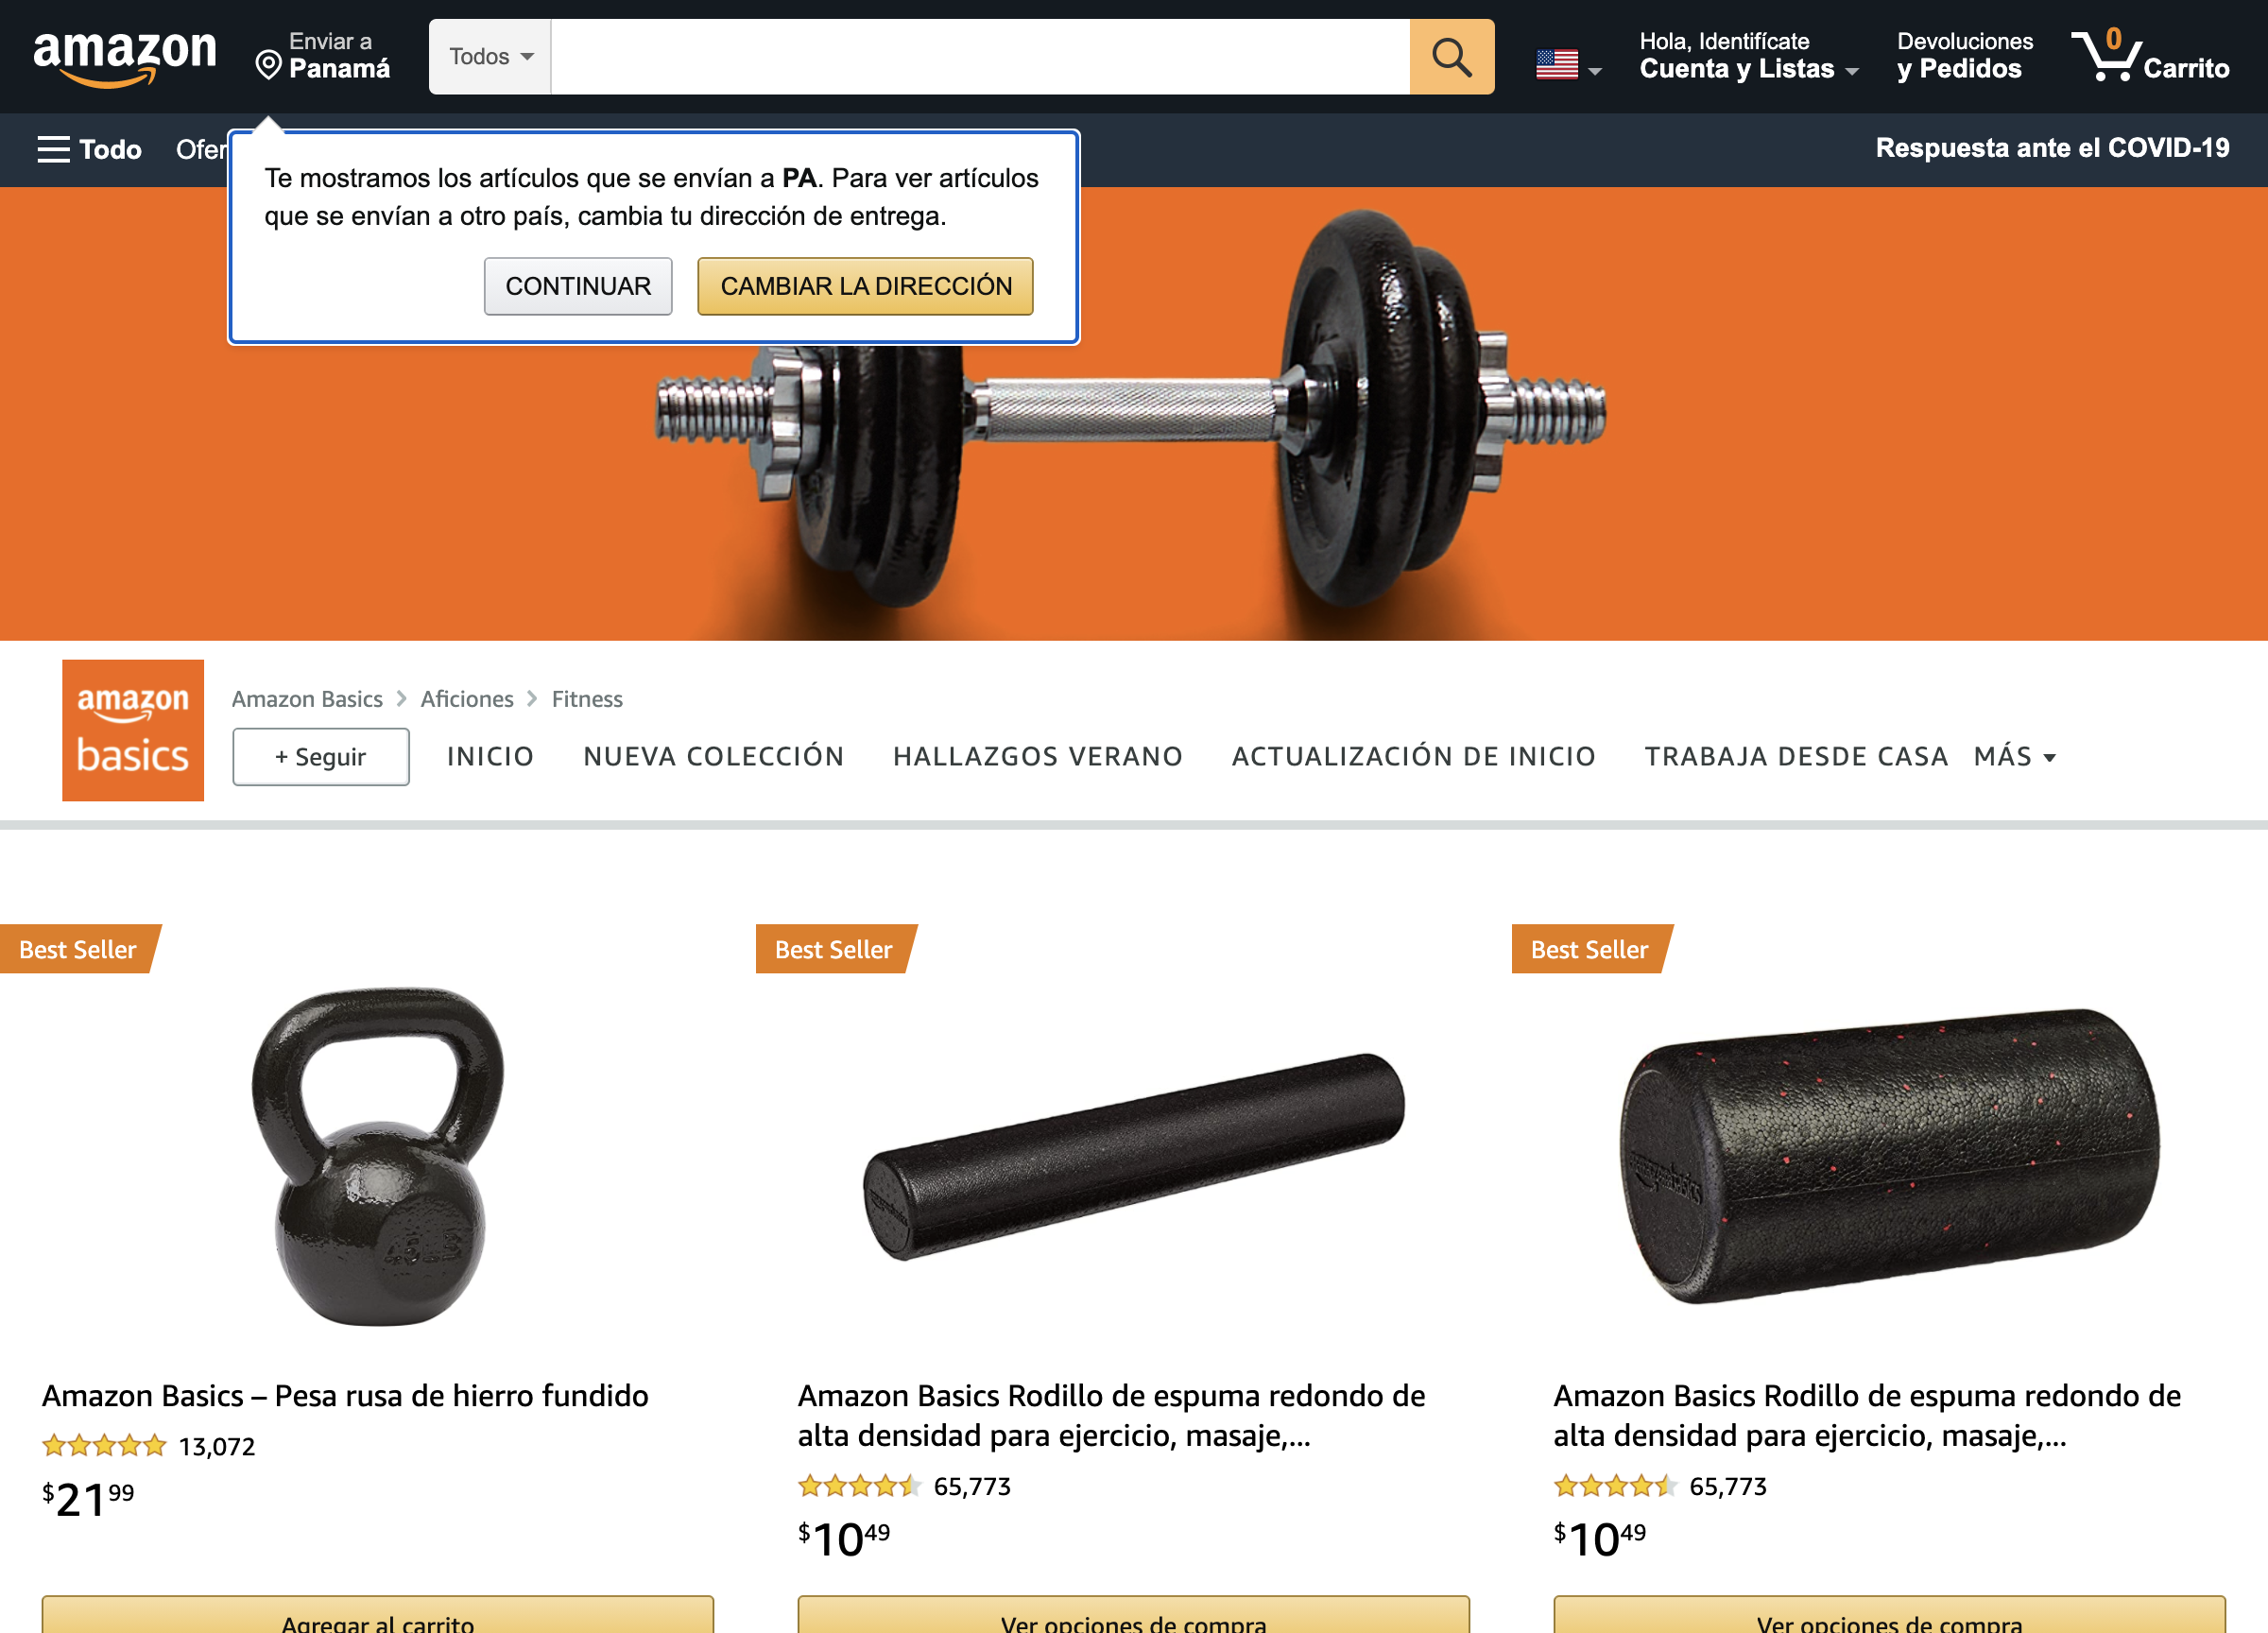 amazon
Enviar a
Panamá
Todos
Hola, Identifícate
Cuenta y Listas
Devoluciones
y Pedidos
0
Carrito
Todo
Ofer
Respuesta ante el COVID-19
Te mostramos los artículos que se envían a PA. Para ver artículos
que se envían a otro país, cambia tu dirección de entrega.
CONTINUAR
CAMBIAR LA DIRECCIÓN
amazon
basics
Amazon Basics > Aficiones > Fitness
+ Seguir
INICIO
NUEVA COLECCIÓN
HALLAZGOS VERANO
ACTUALIZACIÓN DE INICIO
TRABAJA DESDE CASA
MÁS
Best Seller
Best Seller
Best Seller
Amazon Basics – Pesa rusa de hierro fundido
13,072
$2199
Agregar al carrito
Amazon Basics Rodillo de espuma redondo de
alta densidad para ejercicio, masaje,...
65,773
$1049
Ver opciones de compra
Amazon Basics Rodillo de espuma redondo de
alta densidad para ejercicio, masaje,...
65,773
$1049
Ver opciones de compra